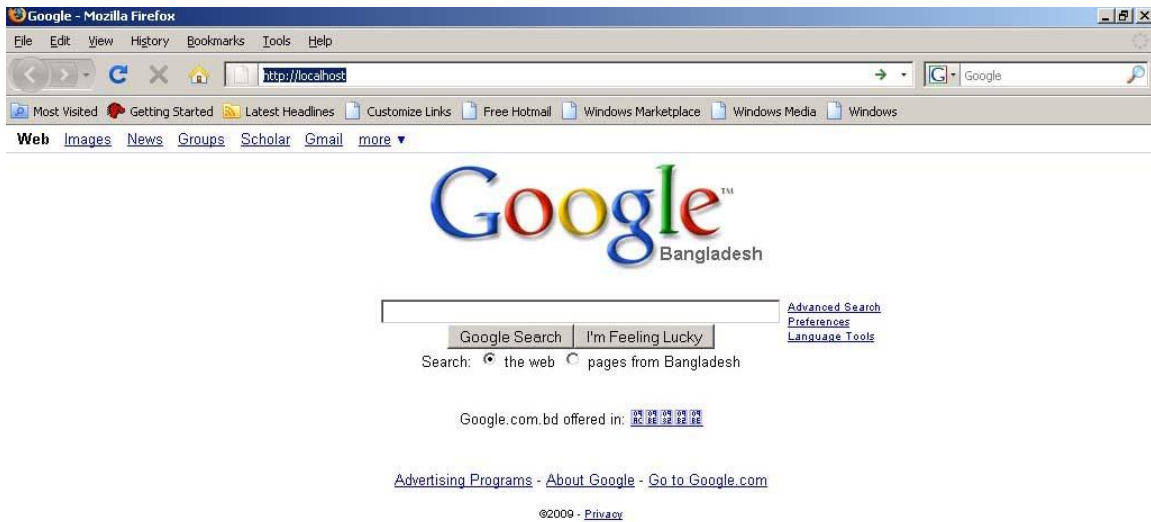 Google - Mozilla Firefox
File Edit View History Bookmarks Tools Help
http://localhost Google
Most Visited Getting Started Latest Headlines Customize Links Free Hotmail Windows Marketplace Windows Media Windows
Web Images News Groups Scholar Gmail more ▼
Google™
Bangladesh
Advanced Search
Preferences
Language Tools
Google Search I'm Feeling Lucky
Search: the web pages from Bangladesh
Google.com.bd offered in:
Advertising Programs - About Google - Go to Google.com
©2009 - Privacy